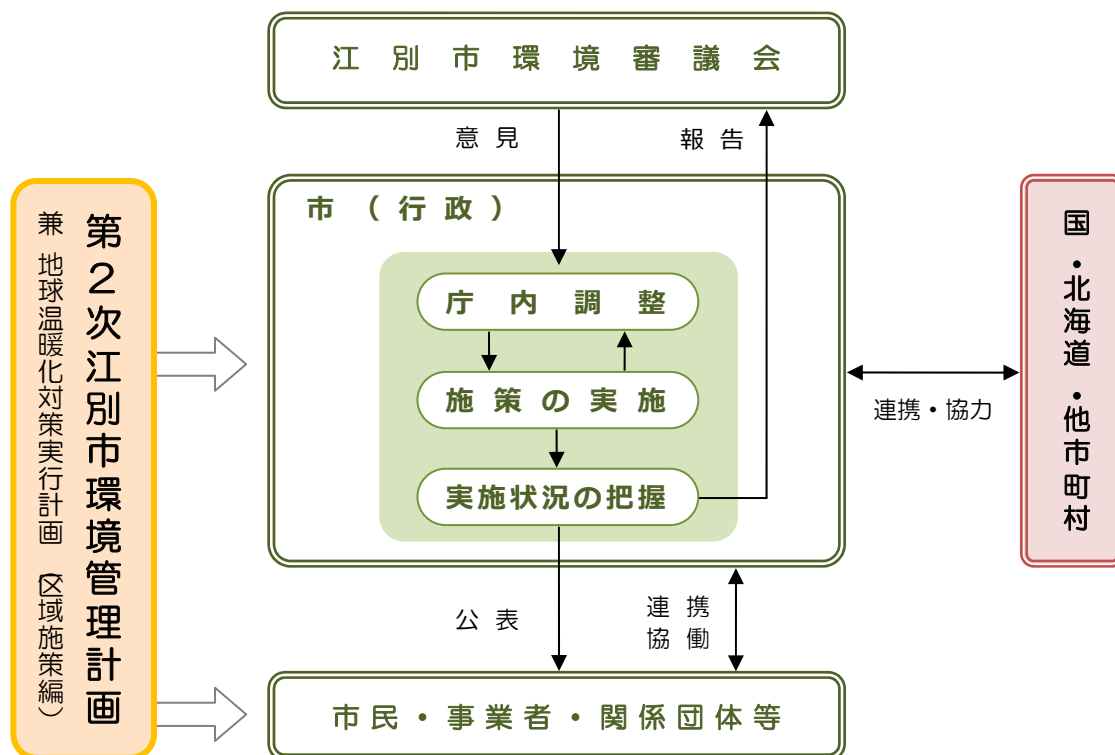 江別市環境審議会
意見
報告
第2次江別市環境管理計画
兼 地球温暖化対策実行計画 (区域施策編)
市(行政)
庁内調整
施策の実施
実施状況の把握
連携・協力
国・北海道・他市町村
公表
連携
協働
市民・事業者・関係団体等